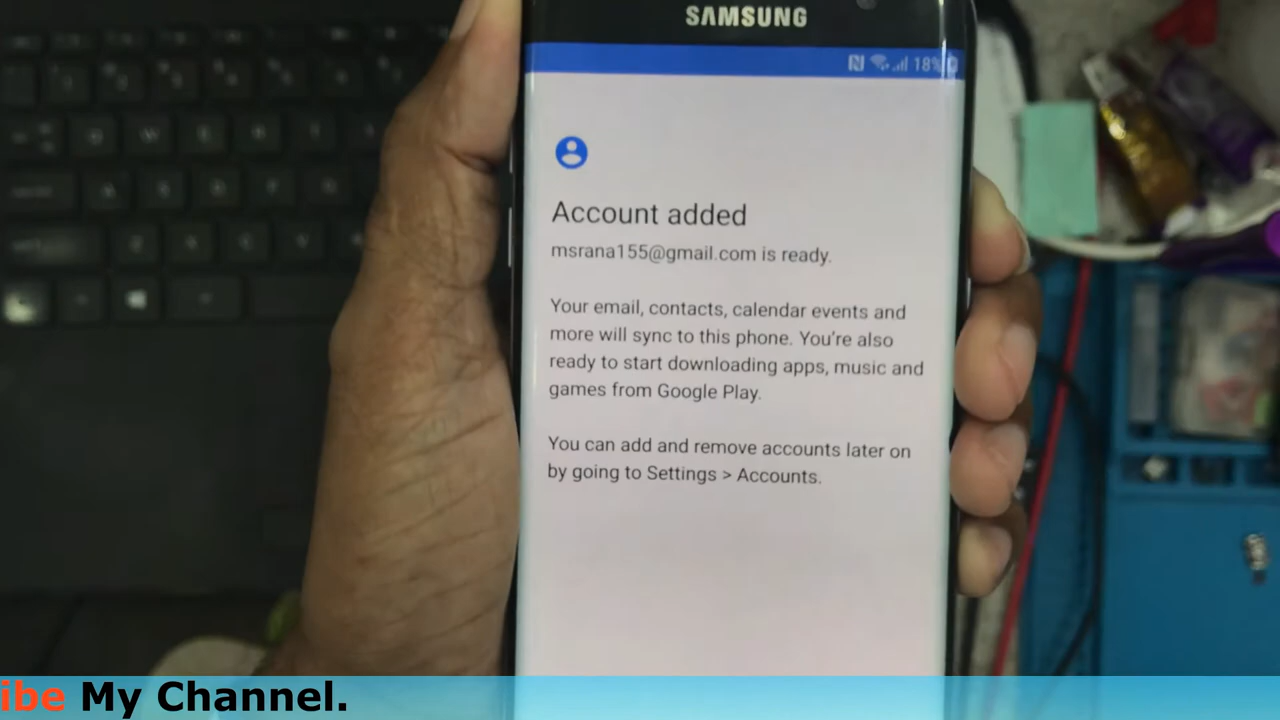 SAMSUNG
18%
Account added
msrana155@gmail.com is ready.
Your email, contacts, calendar events and
more will sync to this phone. You're also
ready to start downloading apps, music and
games from Google Play.
You can add and remove accounts later on
by going to Settings > Accounts.
ibe My Channel.